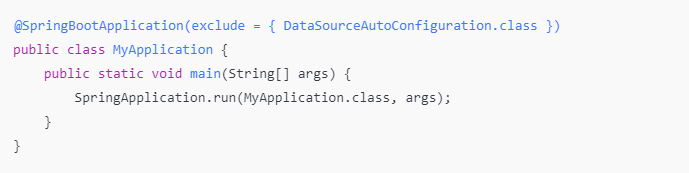 @SpringBootApplication(exclude = { DataSourceAutoConfiguration.class })
public class MyApplication {
    public static void main(String[] args) {
        SpringApplication.run(MyApplication.class, args);
    }
}